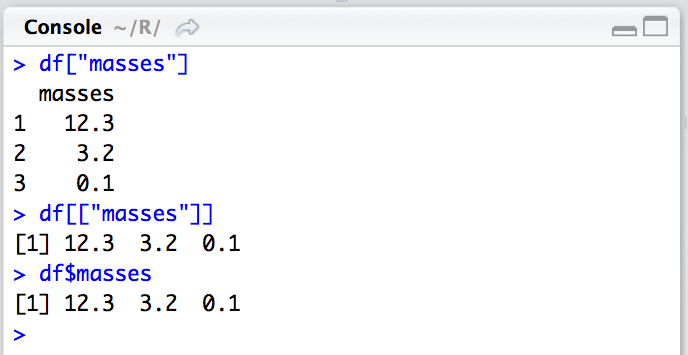 Console ~/R/
> df["masses"]
  masses
1   12.3
2    3.2
3    0.1
> df[["masses"]]
[1] 12.3  3.2  0.1
> df$masses
[1] 12.3  3.2  0.1
>